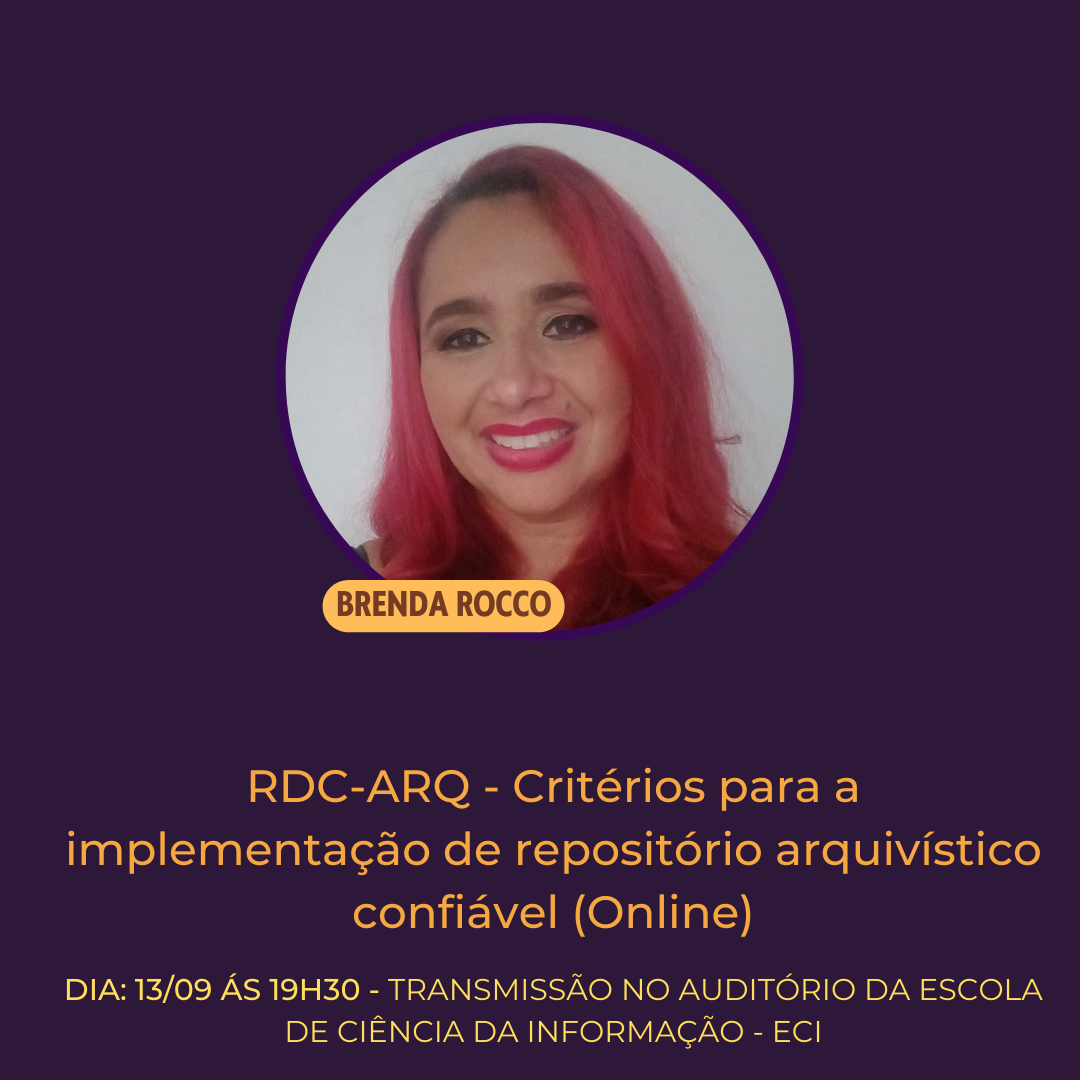 BRENDA ROCCO
RDC-ARQ - Critérios para a
implementação de repositório arquivístico
confiável (Online)
DIA: 13/09 ÁS 19H30 - TRANSMISSÃO NO AUDITÓRIO DA ESCOLA
DE CIÊNCIA DA INFORMAÇÃO - ECI